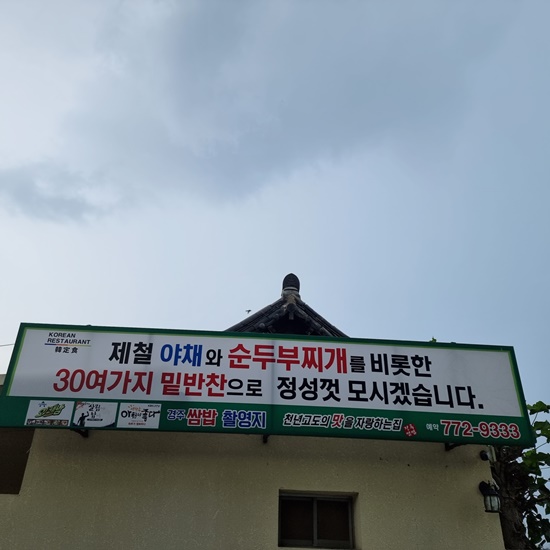 KOREAN
RESTAURANT
韓定食
제철 야채와 순두부찌개를 비롯한
30여가지 밑반찬으로 정성껏 모시겠습니다.
경주 쌈밥 촬영지
천년고도의 맛을 자랑하는집
예약 772-9333